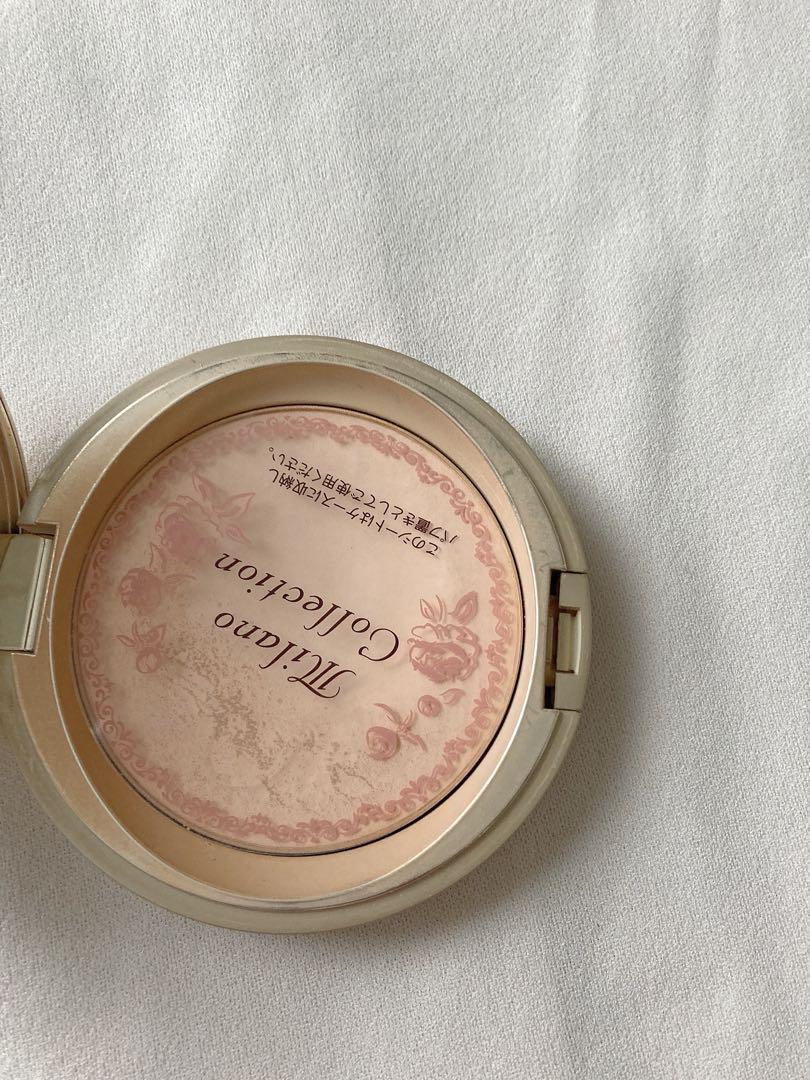 Milano
Collection
このシートはケースに収納し
パフ置きとしてご使用ください。